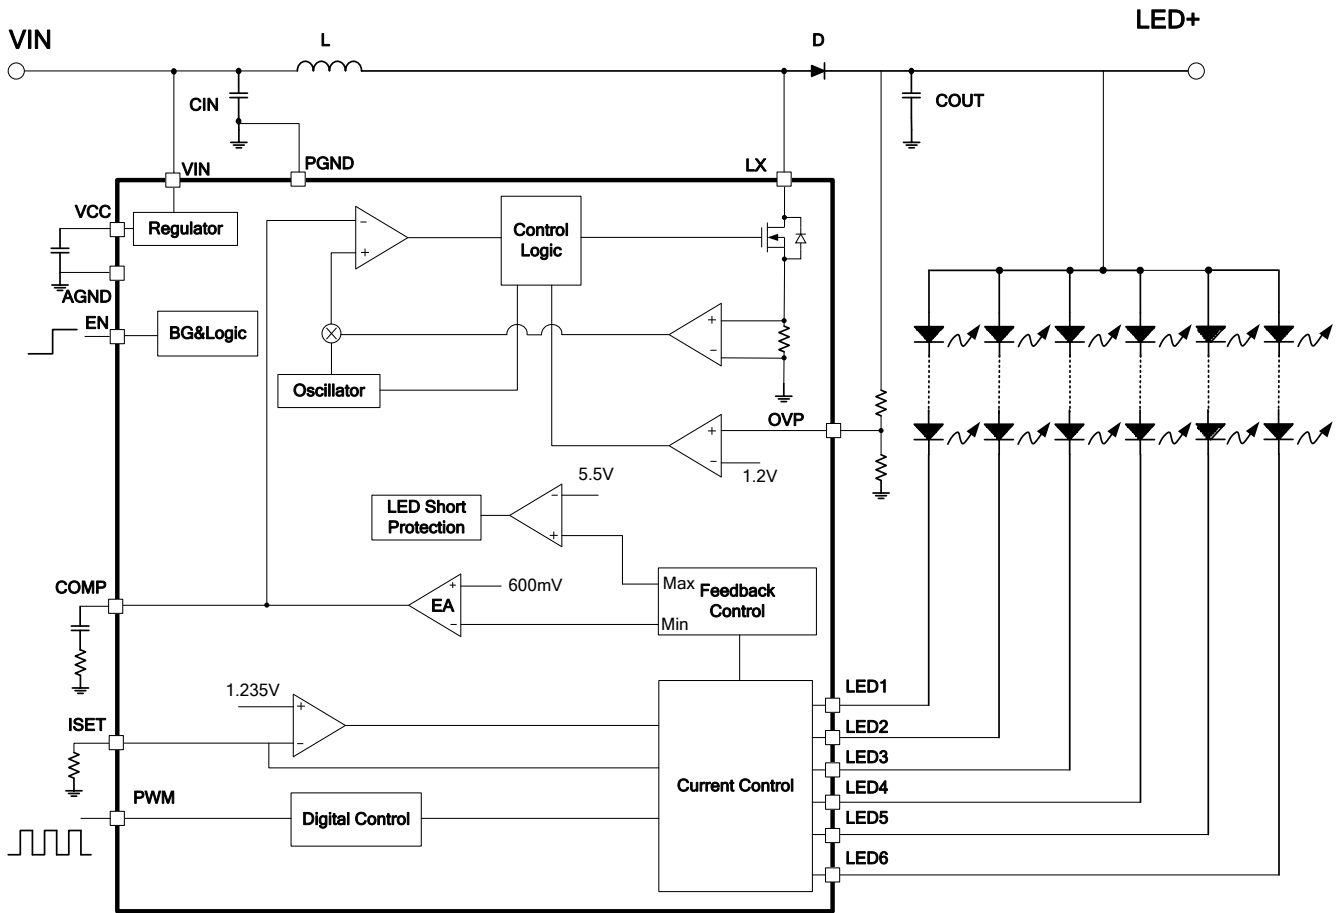 LED+
VIN
L
D
CIN
COUT
VIN
PGND
LX
VCC
Regulator
Control
Logic
AGND
EN
BG&Logic
Oscillator
OVP
1.2V
5.5V
LED Short
Protection
COMP
EA
600mV
Max
Feedback
Control
Min
1.235V
LED1
ISET
LED2
LED3
Current Control
LED4
PWM
Digital Control
LED5
LED6